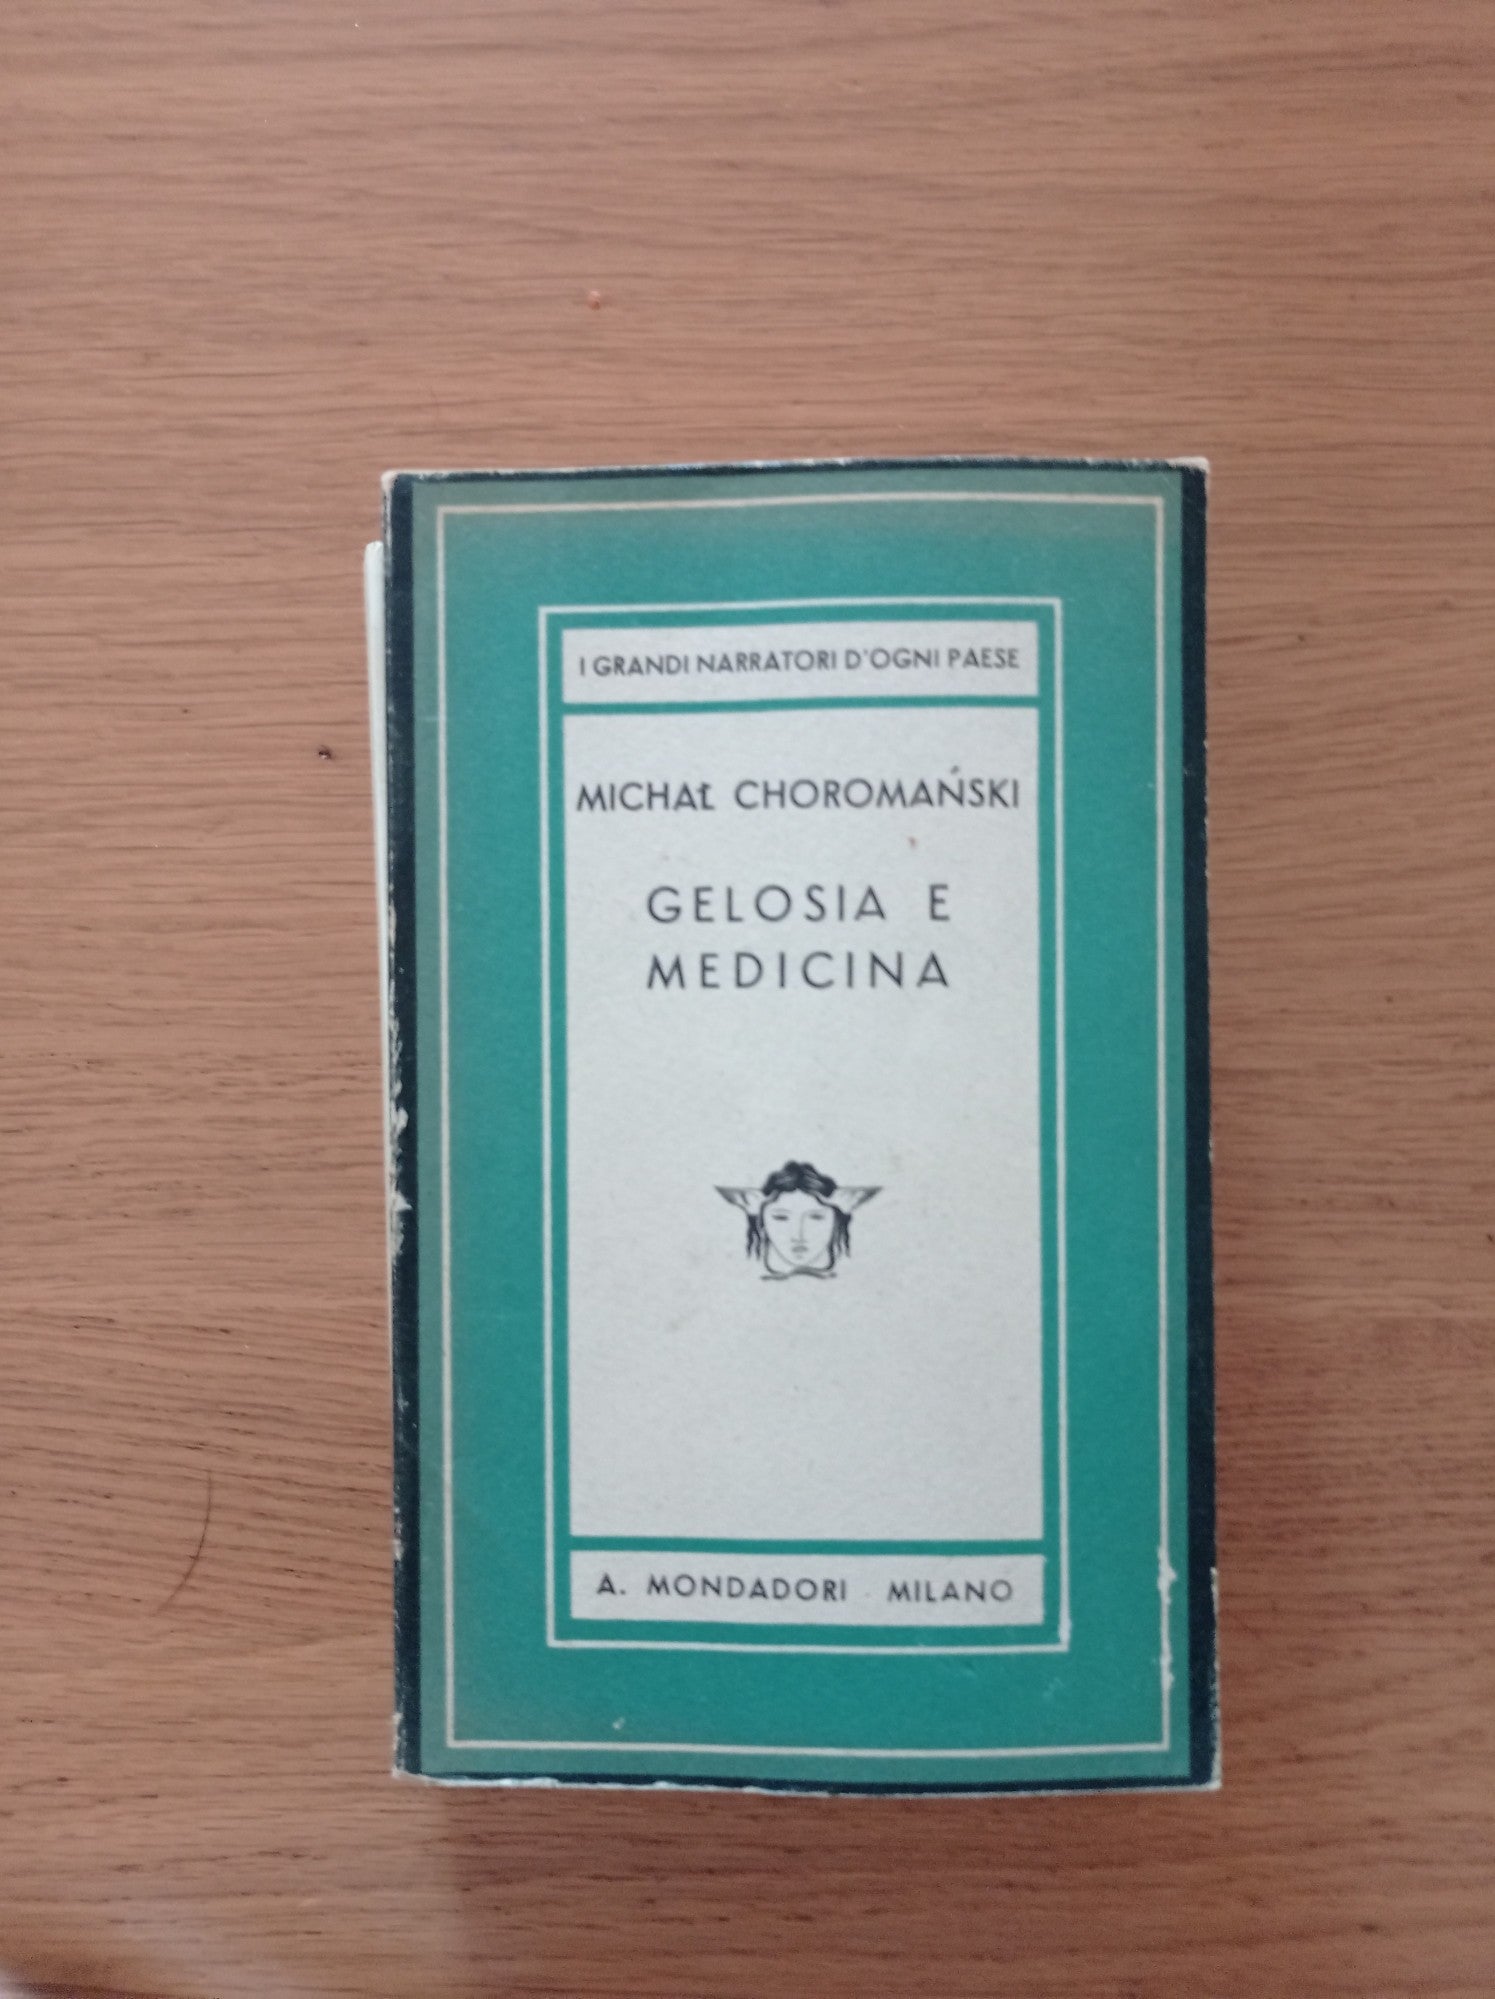 I GRANDI NARRATORI D'OGNI PAESE
MICHAŁ CHOROMAŃSKI
GELOSIA E
MEDICINA
A. MONDADORI · MILANO